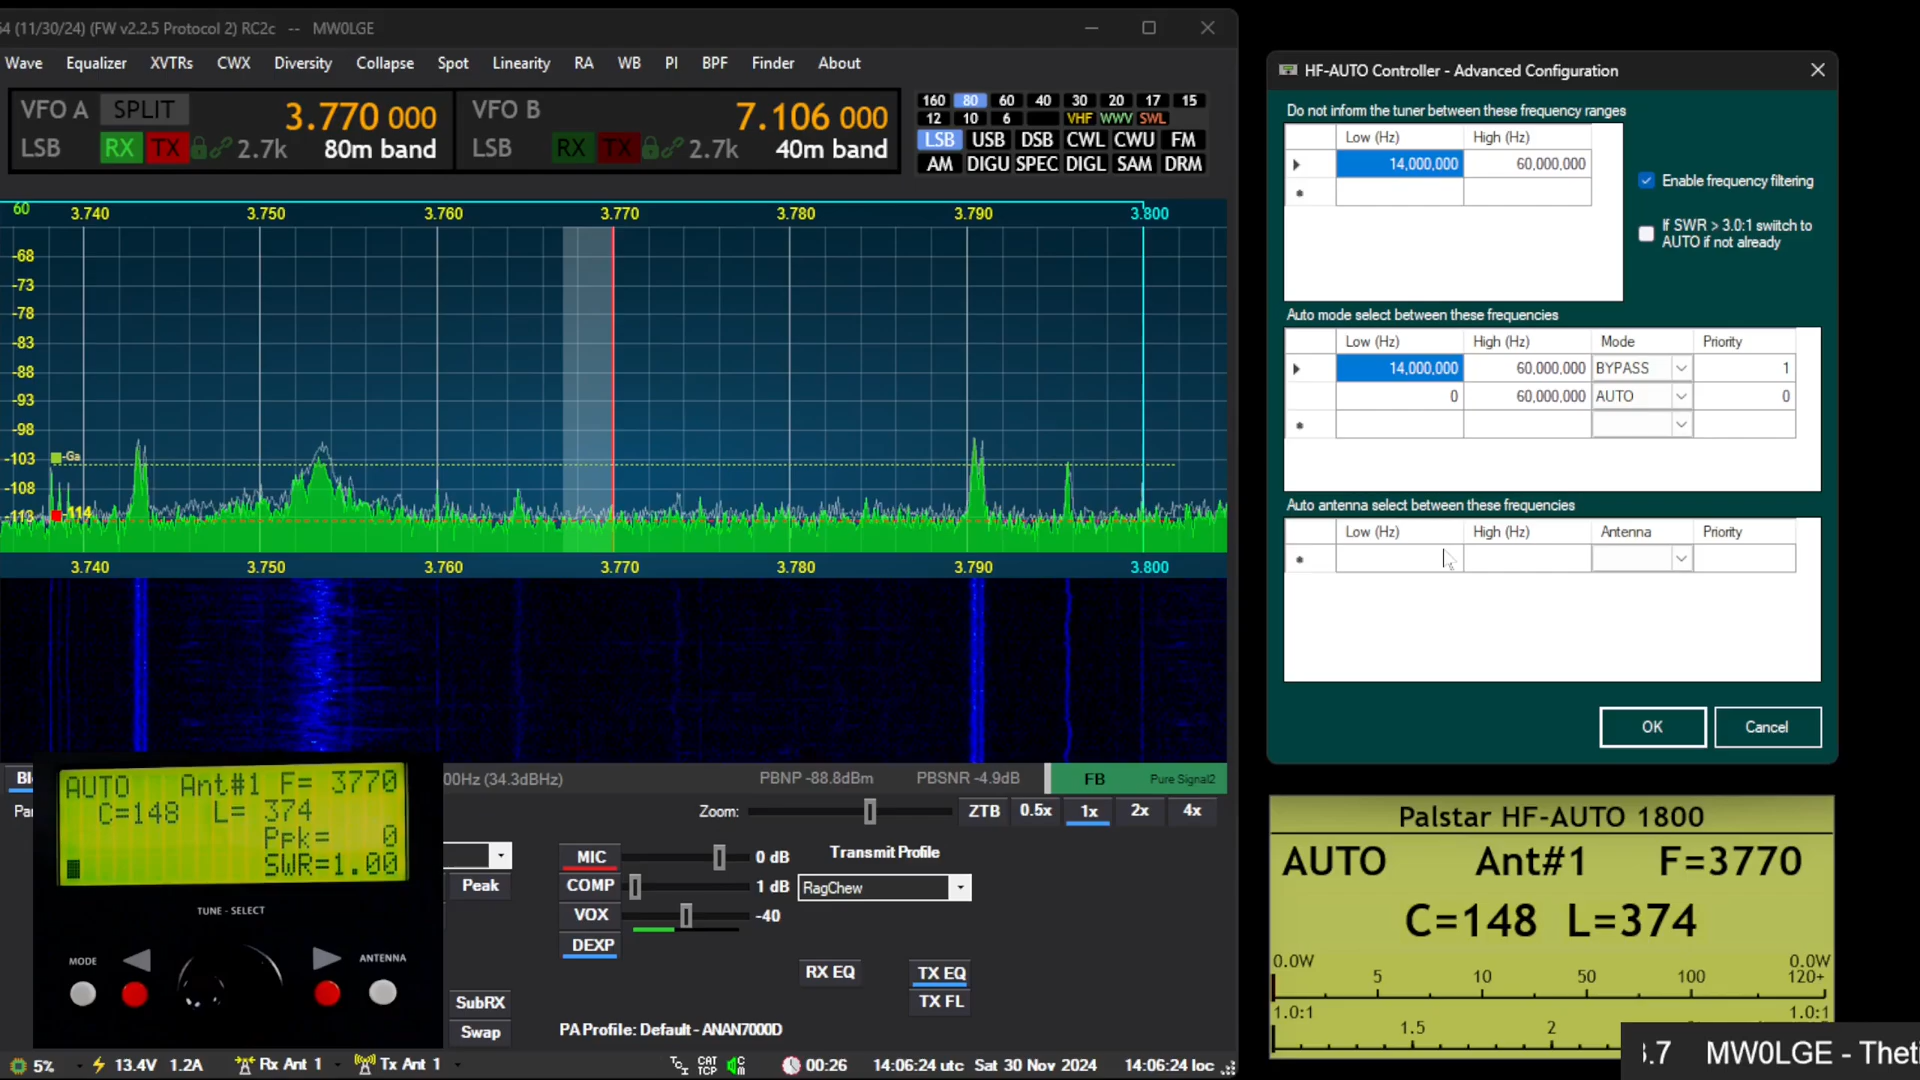 64 (11/30/24) (FW v2.2.5 Protocol 2) RC2c -- MW0LGE
Wave Equalizer XVTRs CWX Diversity Collapse Spot Linearity RA WB PI BPF Finder About
VFO A SPLIT 3.770 000
LSB RX TX 2.7k 80m band
VFO B 7.106 000
LSB RX TX 2.7k 40m band
160 80 60 40 30 20 17 15
12 10 6 VHF WWV SWL
LSB USB DSB CWL CWU FM
AM DIGU SPEC DIGL SAM DRM
60 3.740 3.750 3.760 3.770 3.780 3.790 3.800
-68
-73
-78
-83
-88
-93
-98
-103 -Ga
-108
-113 -114
3.740 3.750 3.760 3.770 3.780 3.790 3.800
00Hz (34.3dBHz) PBNP -88.8dBm PBSNR -4.9dB FB Pure Signal2
Zoom: ZTB 0.5x 1x 2x 4x
MIC 0 dB Transmit Profile
Peak COMP 1 dB RagChew
VOX -40
DEXP
RX EQ TX EQ
SubRX TX FL
Swap PA Profile: Default - ANAN7000D
AUTO Ant#1 F= 3770
C=148 L= 374
Ppk= 0
SWR=1.00
TUNE - SELECT
MODE ANTENNA
5% 13.4V 1.2A Rx Ant 1 Tx Ant 1 CAT TCP 00:26 14:06:24 utc Sat 30 Nov 2024 14:06:24 loc
HF-AUTO Controller - Advanced Configuration
Do not inform the tuner between these frequency ranges
Low (Hz) High (Hz)
14,000,000 60,000,000
Enable frequency filtering
If SWR > 3.0:1 switch to
AUTO if not already
Auto mode select between these frequencies
Low (Hz) High (Hz) Mode Priority
14,000,000 60,000,000 BYPASS 1
0 60,000,000 AUTO 0
Auto antenna select between these frequencies
Low (Hz) High (Hz) Antenna Priority
OK Cancel
Palstar HF-AUTO 1800
AUTO Ant#1 F=3770
C=148 L=374
0.0W 0.0W
5 10 50 100 120+
1.0:1 1.0:1
1.5 2
3.7 MW0LGE - Theti